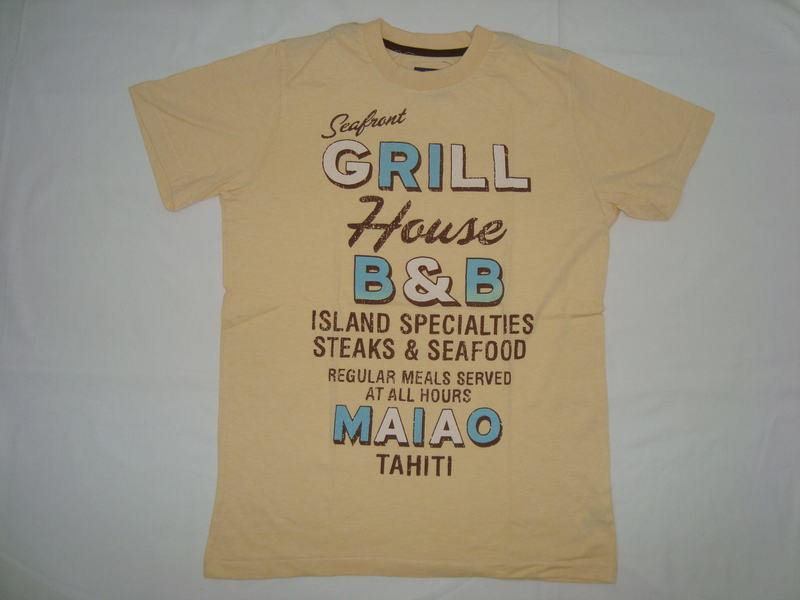 Seafront
GRILL
House
B&B
ISLAND SPECIALTIES
STEAKS & SEAFOOD
REGULAR MEALS SERVED
AT ALL HOURS
MAIAO
TAHITI